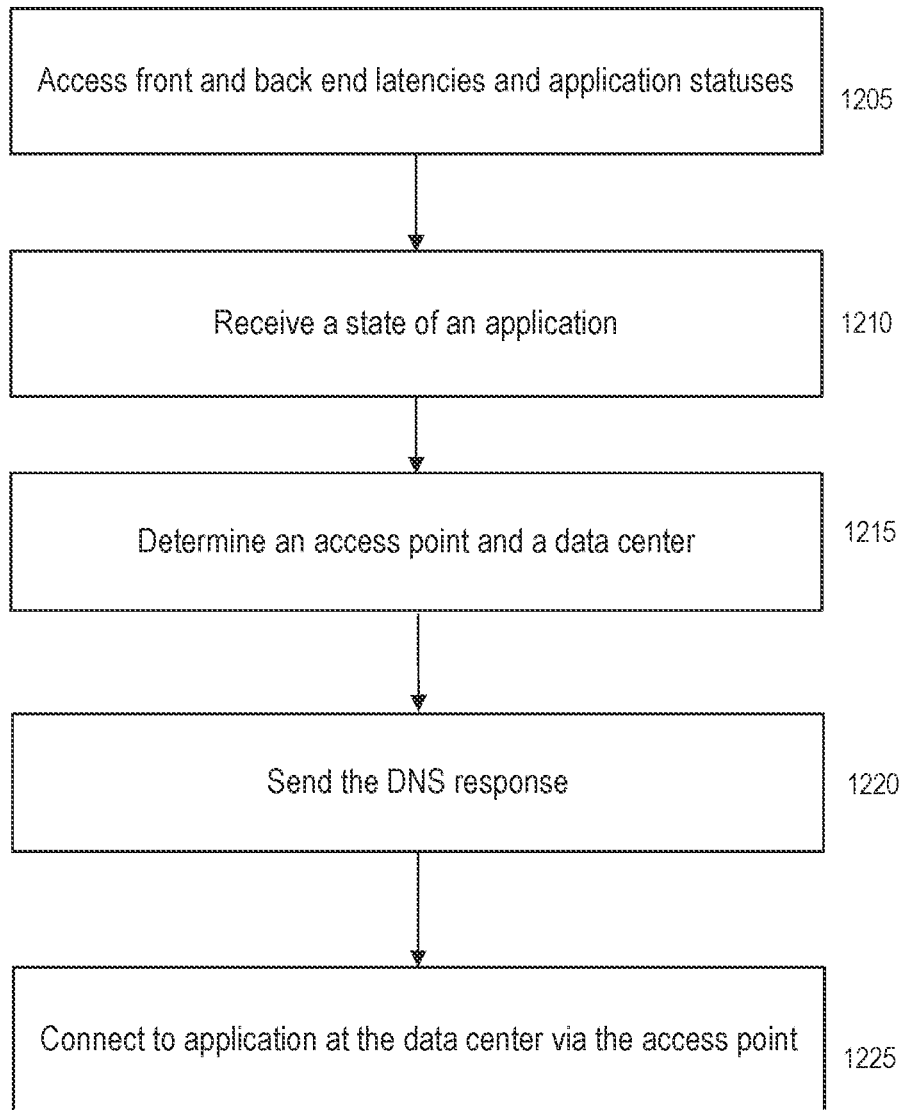 Access front and back end latencies and application statuses
1205
Receive a state of an application
1210
Determine an access point and a data center
1215
Send the DNS response
1220
Connect to application at the data center via the access point
1225